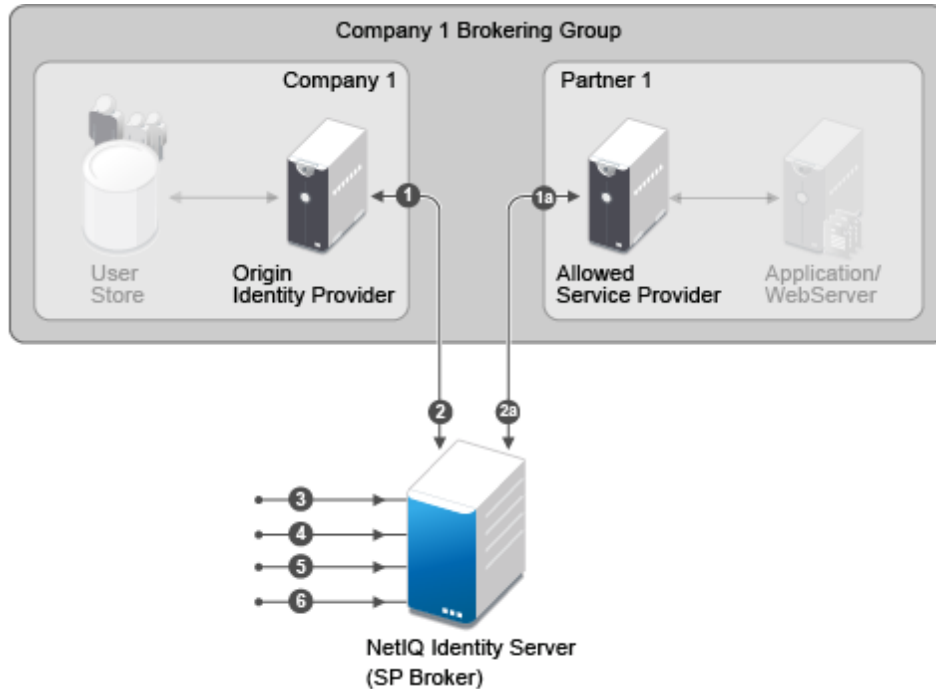 Company 1 Brokering Group
Company 1
Partner 1
User
Store
Origin
Identity Provider
1
1a
Allowed
Service Provider
Application/
WebServer
2
2a
3
4
5
6
NetIQ Identity Server
(SP Broker)